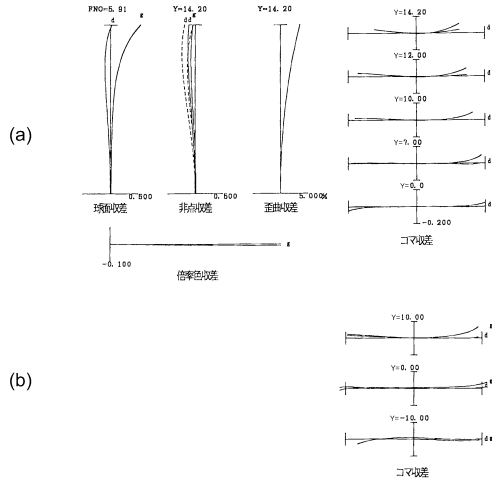 (a)
FNO=5.91
d
g
0.500
球面収差
Y=14.20
d d g
0.500
非点収差
Y=14.20
5.000%
歪曲収差
-0.100
g
倍率色収差
Y=14.20
d
Y=12.00
d
Y=10.00
d
Y=7.00
d
Y=0.0
d
-0.200
コマ収差
(b)
Y=10.00
g
d
Y=0.00
g
Y=-10.00
d g
コマ収差